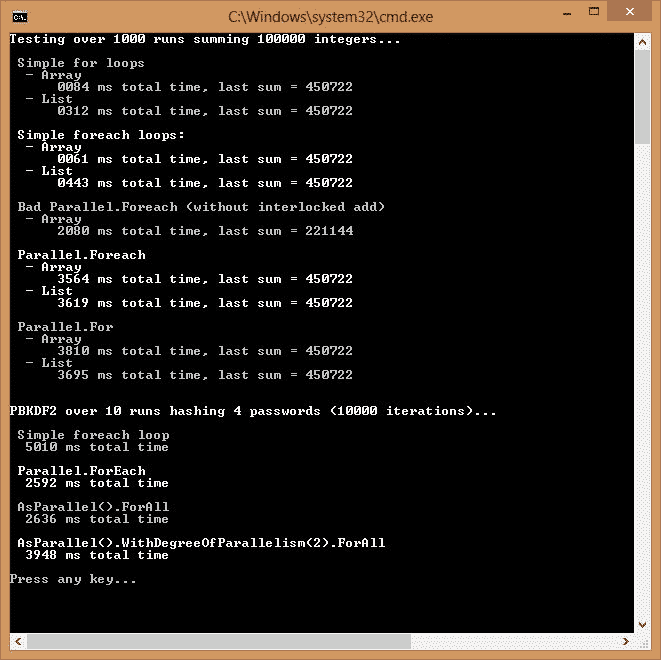 C:\Windows\system32\cmd.exe
Testing over 1000 runs summing 100000 integers...
Simple for loops
- Array
0084 ms total time, last sum = 450722
- List
0312 ms total time, last sum = 450722
Simple foreach loops:
- Array
0061 ms total time, last sum = 450722
- List
0443 ms total time, last sum = 450722
Bad Parallel.Foreach (without interlocked add)
- Array
2080 ms total time, last sum = 221144
Parallel.Foreach
- Array
3564 ms total time, last sum = 450722
- List
3619 ms total time, last sum = 450722
Parallel.For
- Array
3810 ms total time, last sum = 450722
- List
3695 ms total time, last sum = 450722
PBKDF2 over 10 runs hashing 4 passwords (10000 iterations)...
Simple foreach loop
5010 ms total time
Parallel.ForEach
2592 ms total time
AsParallel().ForAll
2636 ms total time
AsParallel().WithDegreeOfParallelism(2).ForAll
3948 ms total time
Press any key...